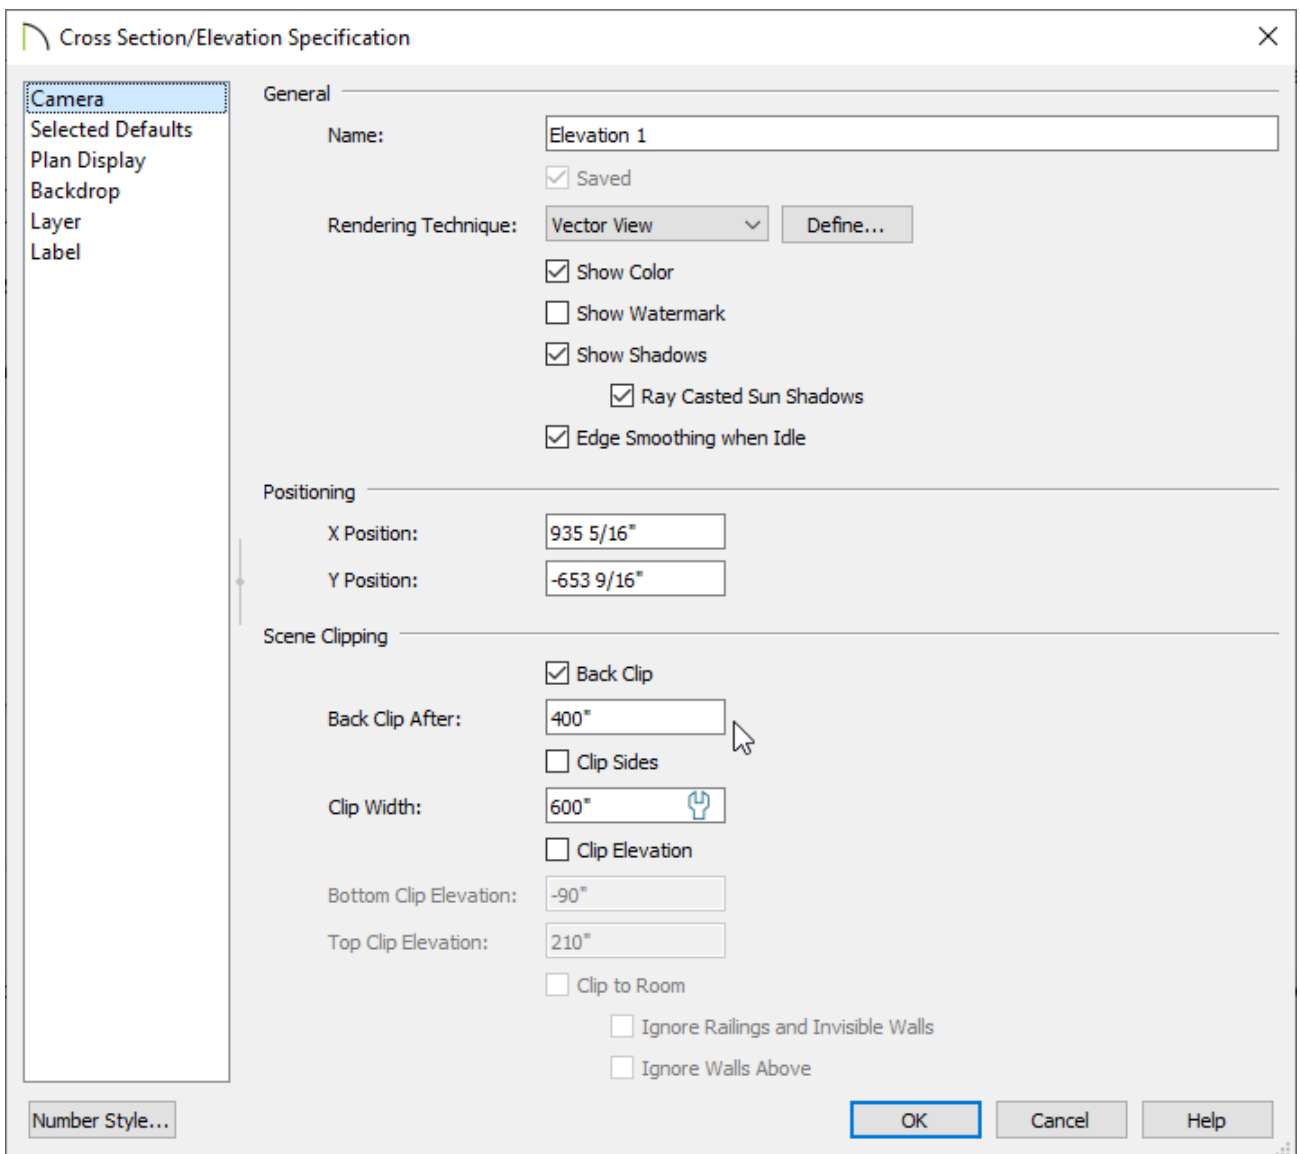 Cross Section/Elevation Specification
Camera
Selected Defaults
Plan Display
Backdrop
Layer
Label
General
Name: Elevation 1
Saved
Rendering Technique: Vector View Define...
Show Color
Show Watermark
Show Shadows
Ray Casted Sun Shadows
Edge Smoothing when Idle
Positioning
X Position: 935 5/16"
Y Position: -653 9/16"
Scene Clipping
Back Clip
Back Clip After: 400"
Clip Sides
Clip Width: 600"
Clip Elevation
Bottom Clip Elevation: -90"
Top Clip Elevation: 210"
Clip to Room
Ignore Railings and Invisible Walls
Ignore Walls Above
Number Style... OK Cancel Help